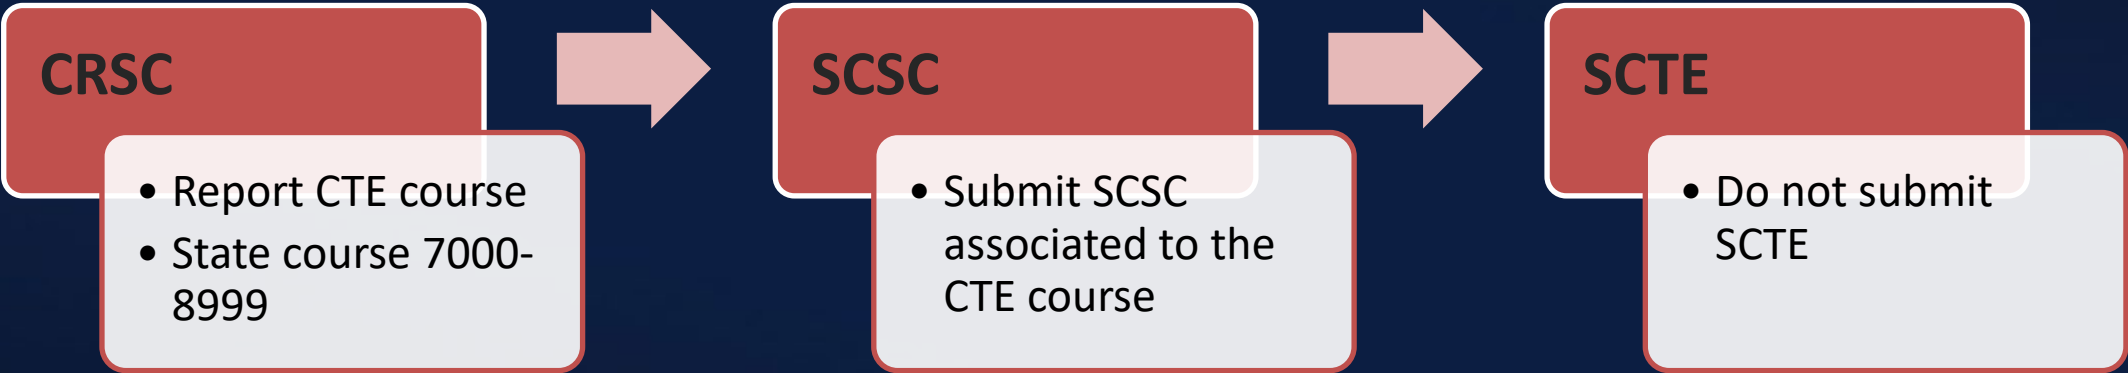 CRSC
• Report CTE course
• State course 7000-
8999
SCSC
• Submit SCSC
associated to the
CTE course
SCTE
• Do not submit
SCTE